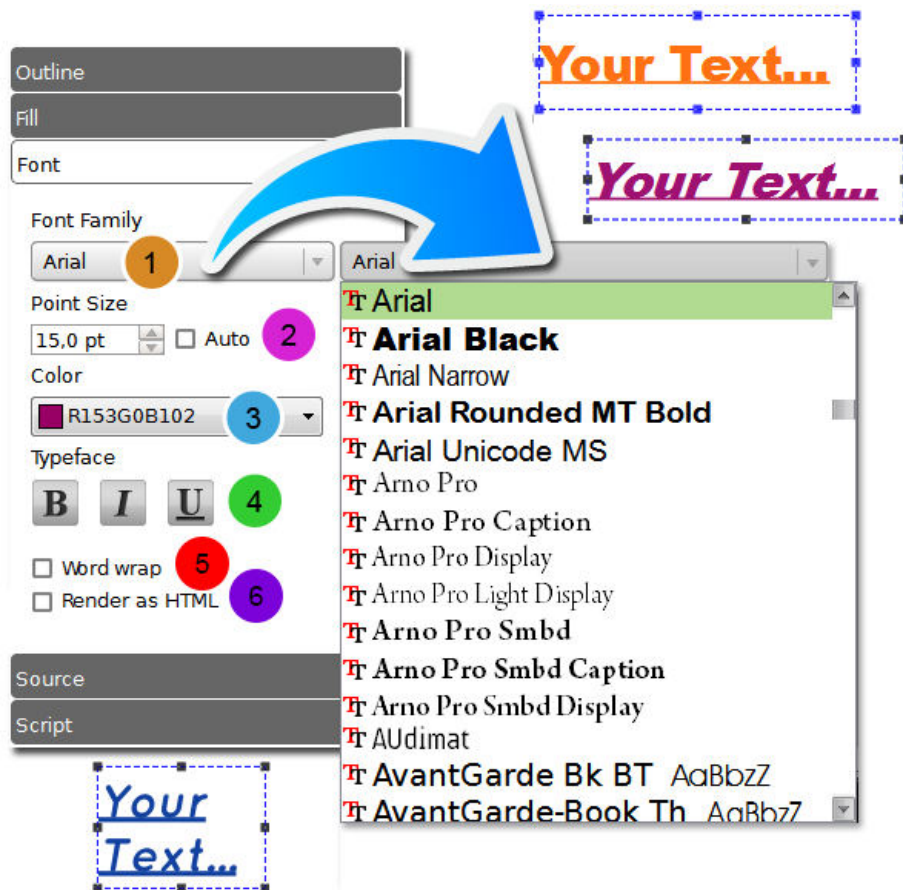 Your Text...
Your Text...
Outline
Fill
Font
Font Family
Arial 1
Point Size
15,0 pt Auto 2
Color
R153G0B102 3
Typeface
B I U 4
Word wrap 5
Render as HTML 6
Source
Script
Arial
Arial
Arial Black
Arial Narrow
Arial Rounded MT Bold
Arial Unicode MS
Arno Pro
Arno Pro Caption
Arno Pro Display
Arno Pro Light Display
Arno Pro Smbd
Arno Pro Smbd Caption
Arno Pro Smbd Display
AUdimat
AvantGarde Bk BT AaBbzZ
AvantGarde-Book Th AaBbzZ
Your
Text...